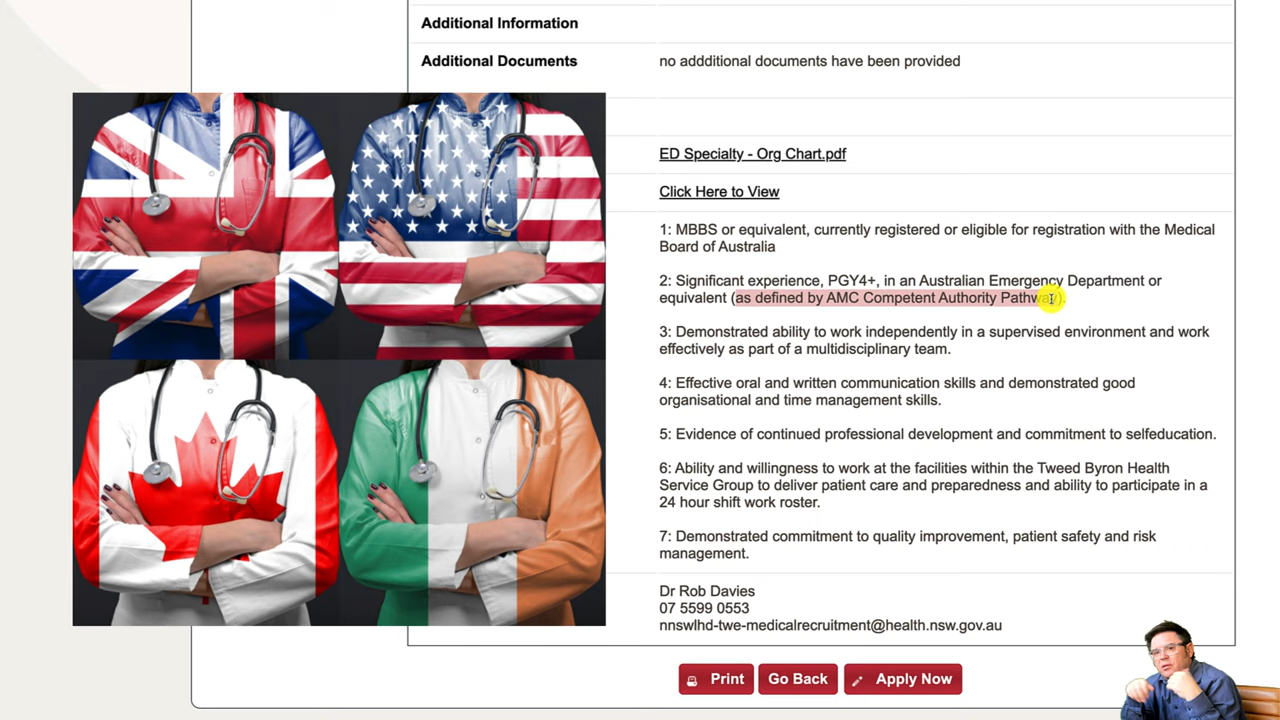 Additional Information
Additional Documents
no addditional documents have been provided
ED Specialty - Org Chart.pdf
Click Here to View
1: MBBS or equivalent, currently registered or eligible for registration with the Medical
Board of Australia
2: Significant experience, PGY4+, in an Australian Emergency Department or
equivalent (as defined by AMC Competent Authority Pathway).
3: Demonstrated ability to work independently in a supervised environment and work
effectively as part of a multidisciplinary team.
4: Effective oral and written communication skills and demonstrated good
organisational and time management skills.
5: Evidence of continued professional development and commitment to selfeducation.
6: Ability and willingness to work at the facilities within the Tweed Byron Health
Service Group to deliver patient care and preparedness and ability to participate in a
24 hour shift work roster.
7: Demonstrated commitment to quality improvement, patient safety and risk
management.
Dr Rob Davies
07 5599 0553
nnswlhd-twe-medicalrecruitment@health.nsw.gov.au
Print
Go Back
Apply Now